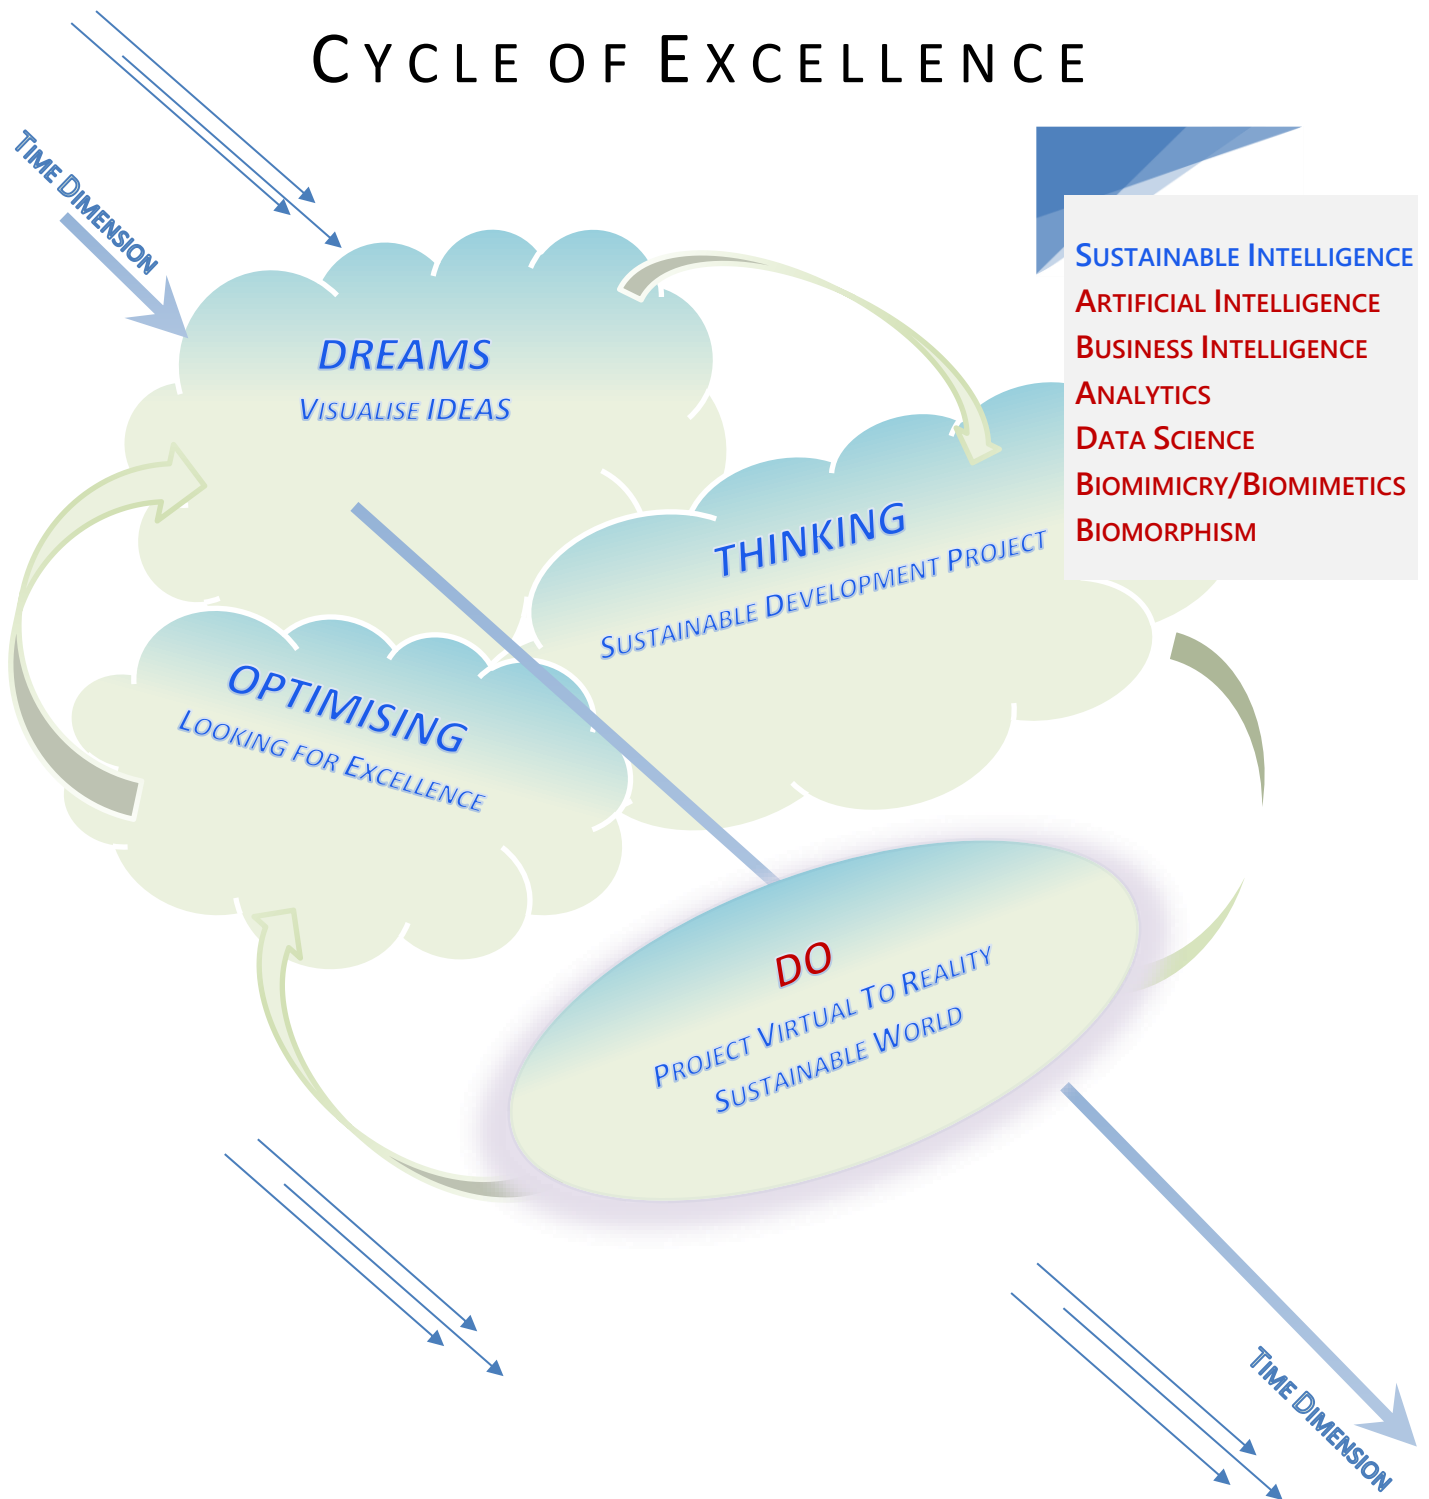 CYCLE OF EXCELLENCE
TIME DIMENSION
SUSTAINABLE INTELLIGENCE
ARTIFICIAL INTELLIGENCE
BUSINESS INTELLIGENCE
ANALYTICS
DATA SCIENCE
BIOMIMICRY/BIOMIMETICS
BIOMORPHISM
DREAMS
VISUALISE IDEAS
THINKING
SUSTAINABLE DEVELOPMENT PROJECT
OPTIMISING
LOOKING FOR EXCELLENCE
DO
PROJECT VIRTUAL TO REALITY
SUSTAINABLE WORLD
TIME DIMENSION